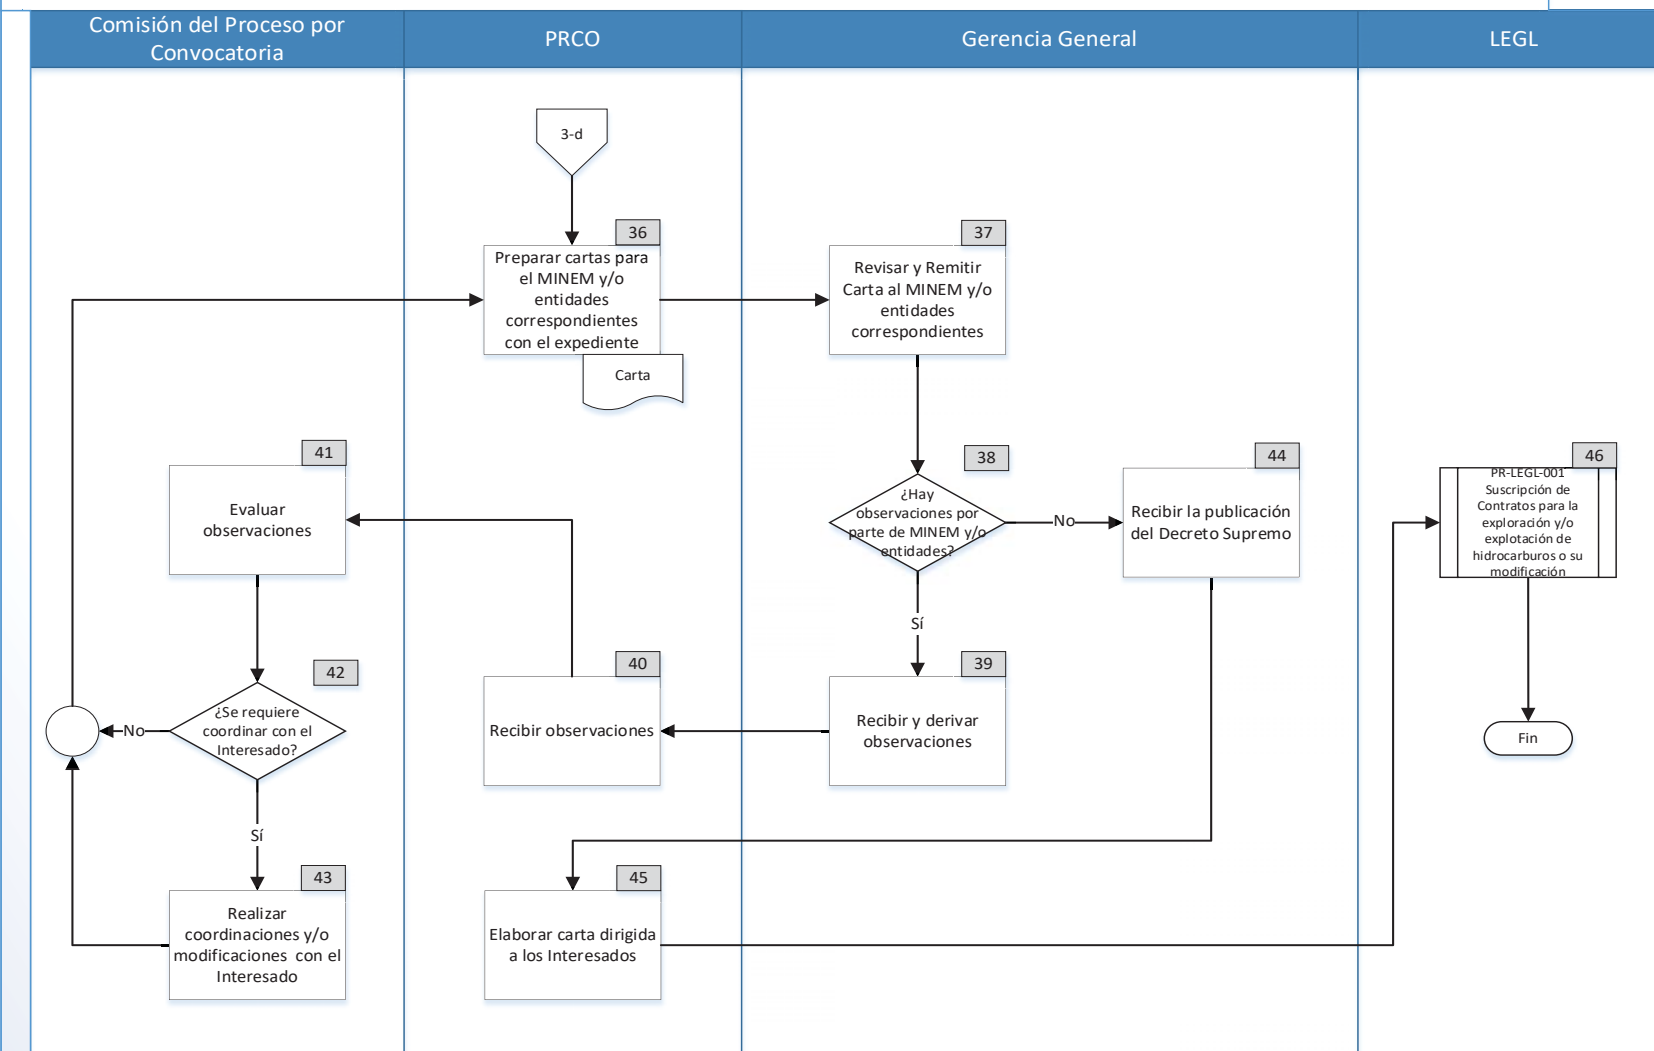 Comisión del Proceso por
Convocatoria
PRCO
Gerencia General
LEGL
3-d
36
Preparar cartas para
el MINEM y/o
entidades
correspondientes
con el expediente
Carta
37
Revisar y Remitir
Carta al MINEM y/o
entidades
correspondientes
38
¿Hay
observaciones por
parte de MINEM y/o
entidades?
No
Sí
44
Recibir la publicación
del Decreto Supremo
46
PR-LEGL-001
Suscripción de
Contratos para la
exploración y/o
explotación de
hidrocarburos o su
modificación
41
Evaluar
observaciones
42
¿Se requiere
coordinar con el
Interesado?
No
Sí
40
Recibir observaciones
39
Recibir y derivar
observaciones
Fin
43
Realizar
coordinaciones y/o
modificaciones con el
Interesado
45
Elaborar carta dirigida
a los Interesados